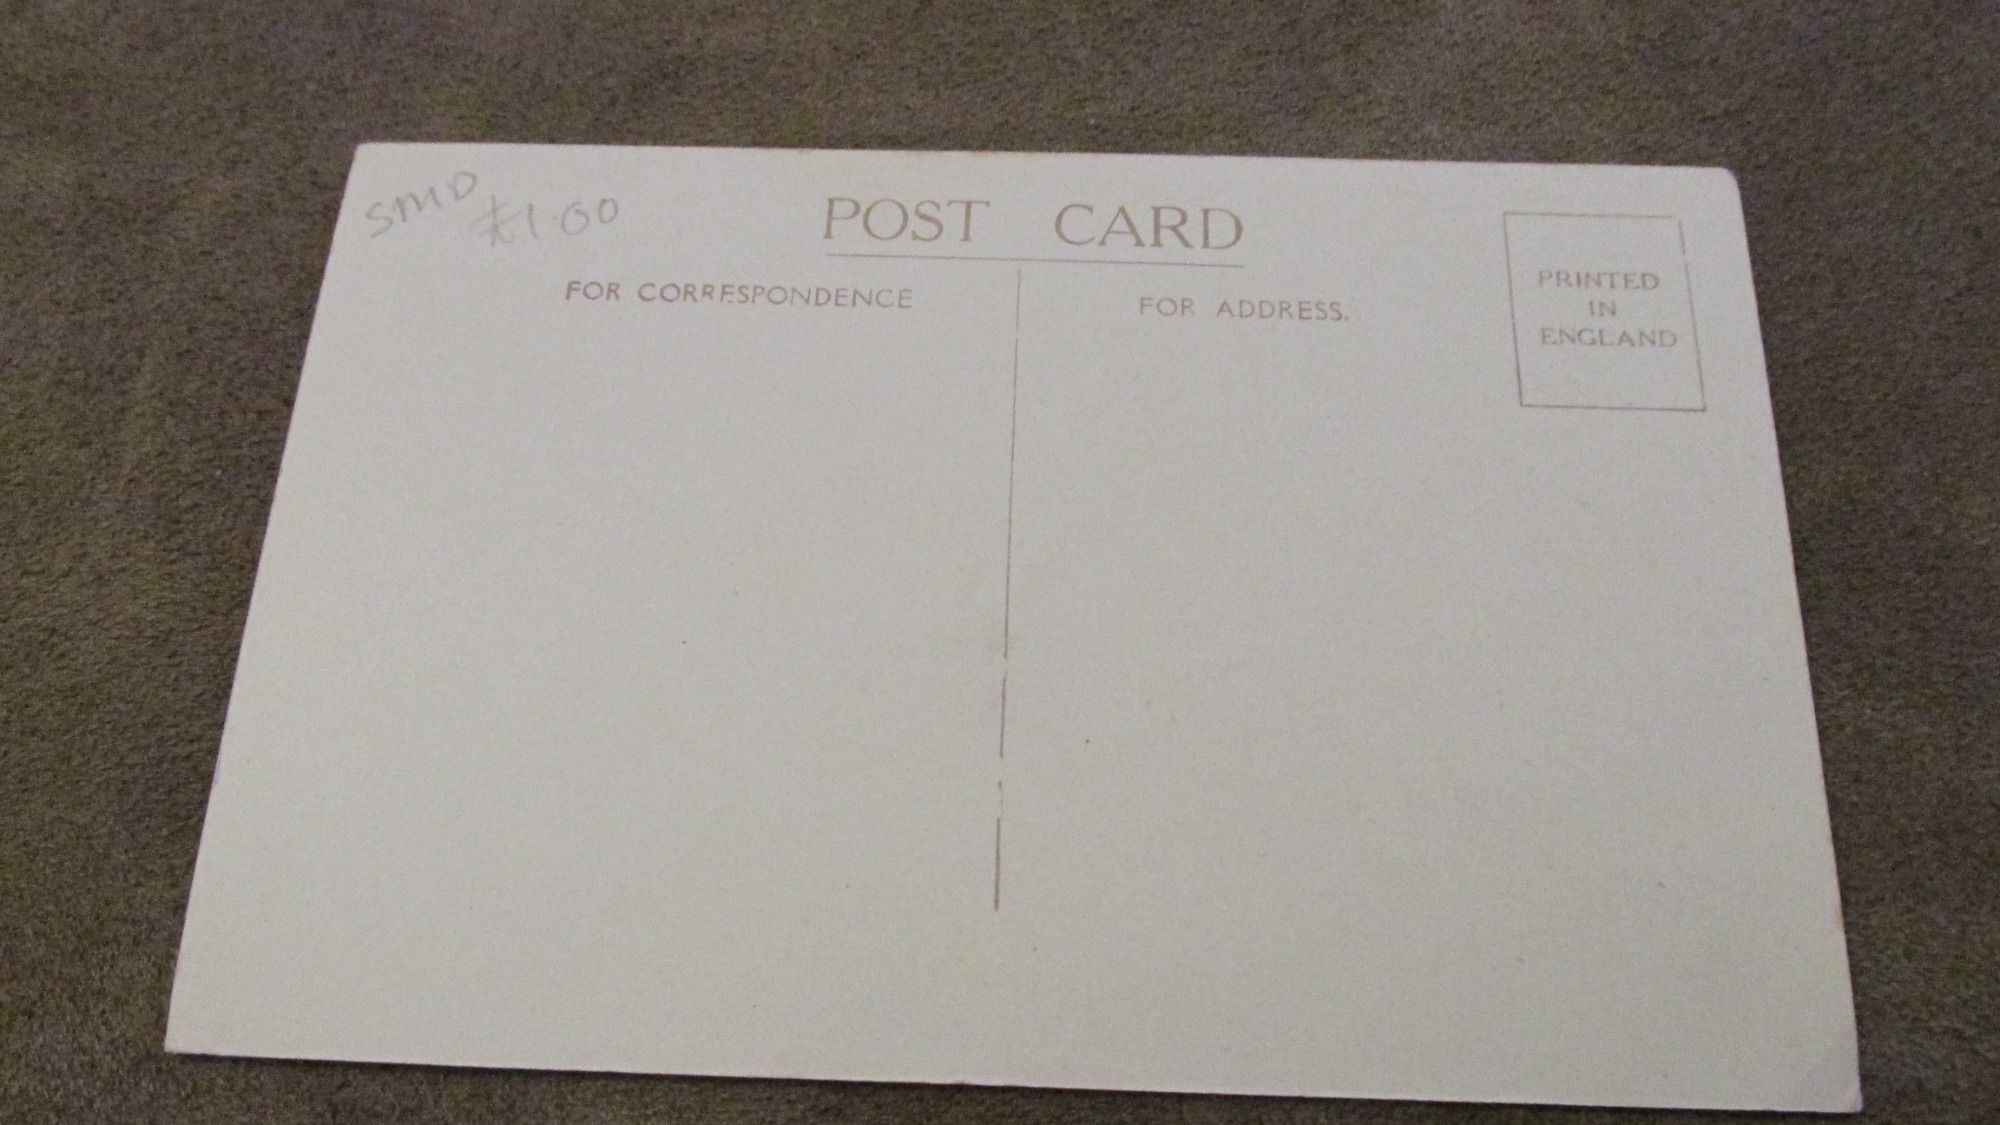 SMD
£1.00
POST CARD
FOR CORRESPONDENCE
FOR ADDRESS.
PRINTED
IN
ENGLAND